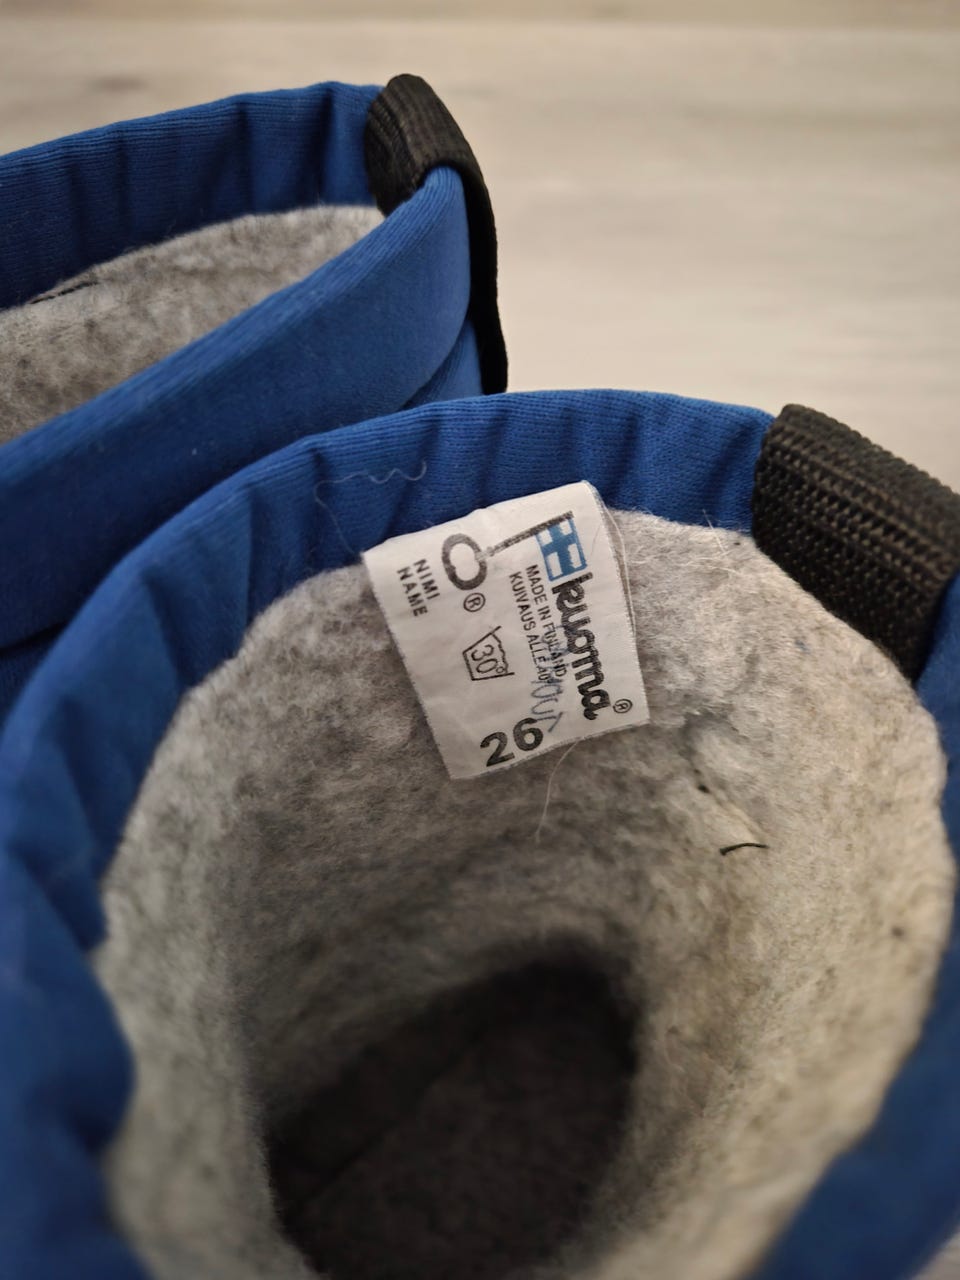 kuoma®
MADE IN FINLAND
KUIVAUS ALLE
®
30°
NIMI
NAME
26